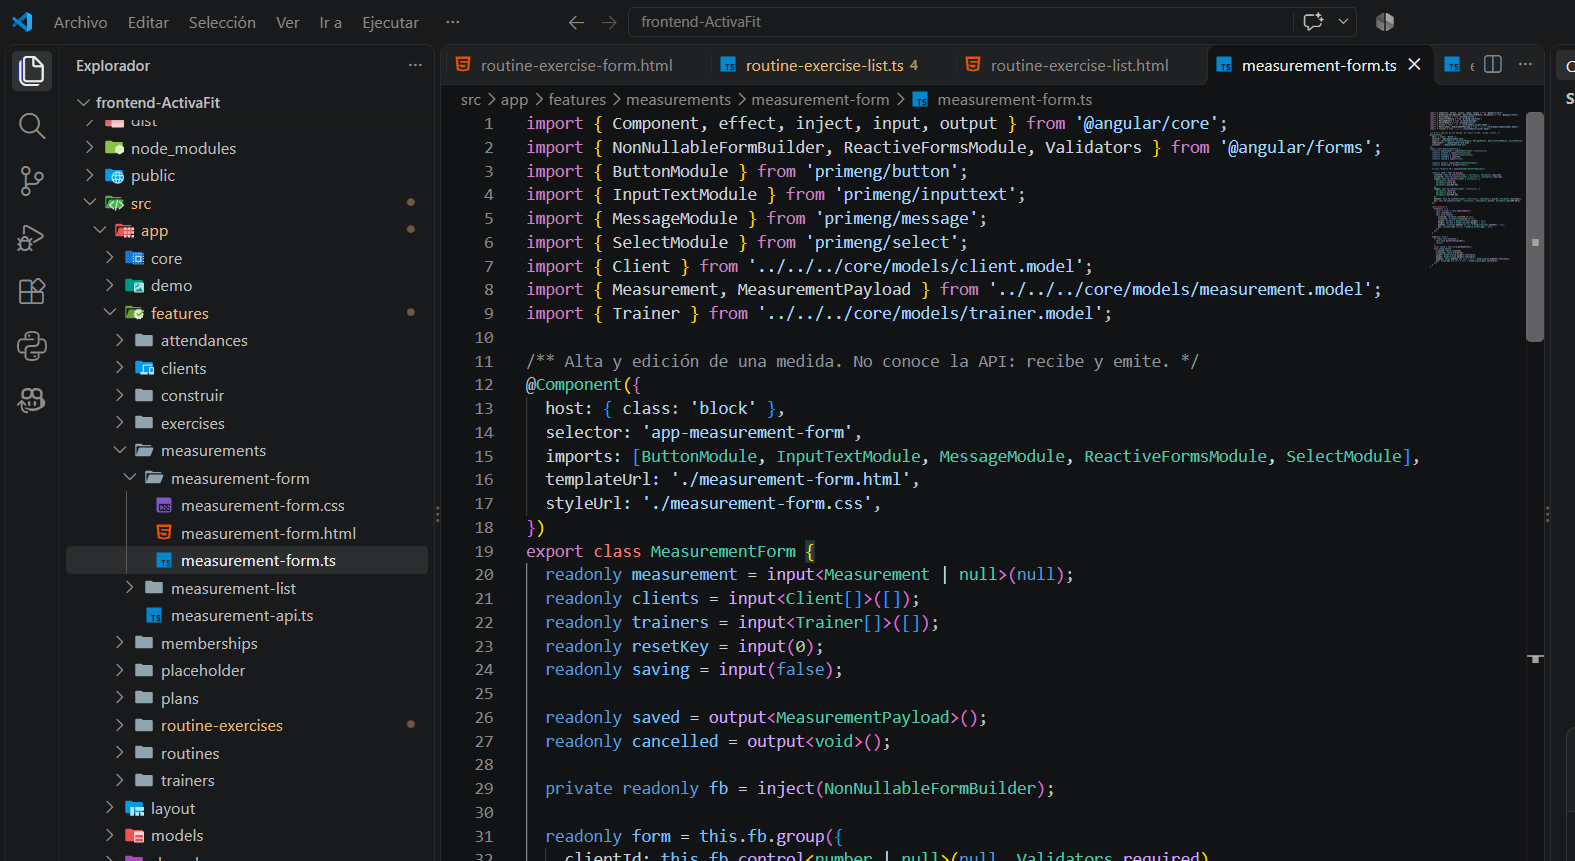 Archivo Editar Selección Ver Ir a Ejecutar ···
frontend-ActivaFit
Explorador
frontend-ActivaFit
dist
node_modules
public
src
app
core
demo
features
attendances
clients
construir
exercises
measurements
measurement-form
measurement-form.css
measurement-form.html
measurement-form.ts
measurement-list
measurement-api.ts
memberships
placeholder
plans
routine-exercises
routines
trainers
layout
models
routine-exercise-form.html
routine-exercise-list.ts 4
routine-exercise-list.html
measurement-form.ts
src > app > features > measurements > measurement-form > measurement-form.ts
1 import { Component, effect, inject, input, output } from '@angular/core';
2 import { NonNullableFormBuilder, ReactiveFormsModule, Validators } from '@angular/forms';
3 import { ButtonModule } from 'primeng/button';
4 import { InputTextModule } from 'primeng/inputtext';
5 import { MessageModule } from 'primeng/message';
6 import { SelectModule } from 'primeng/select';
7 import { Client } from '../../../core/models/client.model';
8 import { Measurement, MeasurementPayload } from '../../../core/models/measurement.model';
9 import { Trainer } from '../../../core/models/trainer.model';
10
11 /** Alta y edición de una medida. No conoce la API: recibe y emite. */
12 @Component({
13 host: { class: 'block' },
14 selector: 'app-measurement-form',
15 imports: [ButtonModule, InputTextModule, MessageModule, ReactiveFormsModule, SelectModule],
16 templateUrl: './measurement-form.html',
17 styleUrl: './measurement-form.css',
18 })
19 export class MeasurementForm {
20 readonly measurement = input<Measurement | null>(null);
21 readonly clients = input<Client[]>([]);
22 readonly trainers = input<Trainer[]>([]);
23 readonly resetKey = input(0);
24 readonly saving = input(false);
25
26 readonly saved = output<MeasurementPayload>();
27 readonly cancelled = output<void>();
28
29 private readonly fb = inject(NonNullableFormBuilder);
30
31 readonly form = this.fb.group({
32 clientId: this.fb.control<number | null>(null, Validators.required)